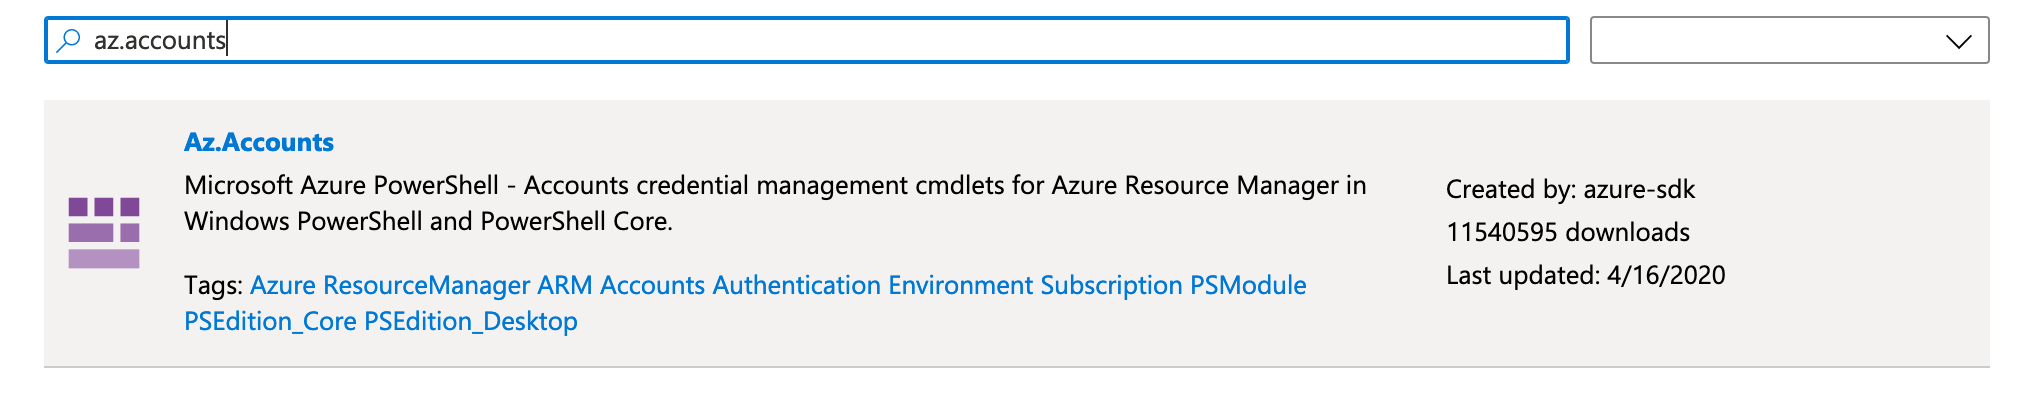 az.accounts
Az.Accounts
Microsoft Azure PowerShell - Accounts credential management cmdlets for Azure Resource Manager in
Windows PowerShell and PowerShell Core.
Tags: Azure ResourceManager ARM Accounts Authentication Environment Subscription PSModule
PSEdition_Core PSEdition_Desktop
Created by: azure-sdk
11540595 downloads
Last updated: 4/16/2020